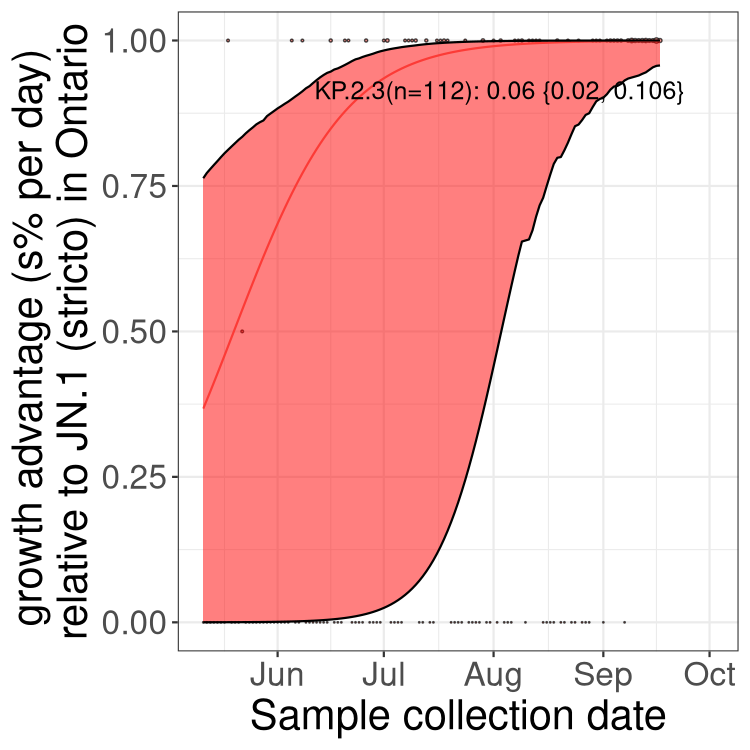 growth advantage (s% per day)
relative to JN.1 (stricto) in Ontario
1.00
0.75
0.50
0.25
0.00
KP.2.3(n=112): 0.06 {0.02, 0.106}
Jun Jul Aug Sep Oct
Sample collection date